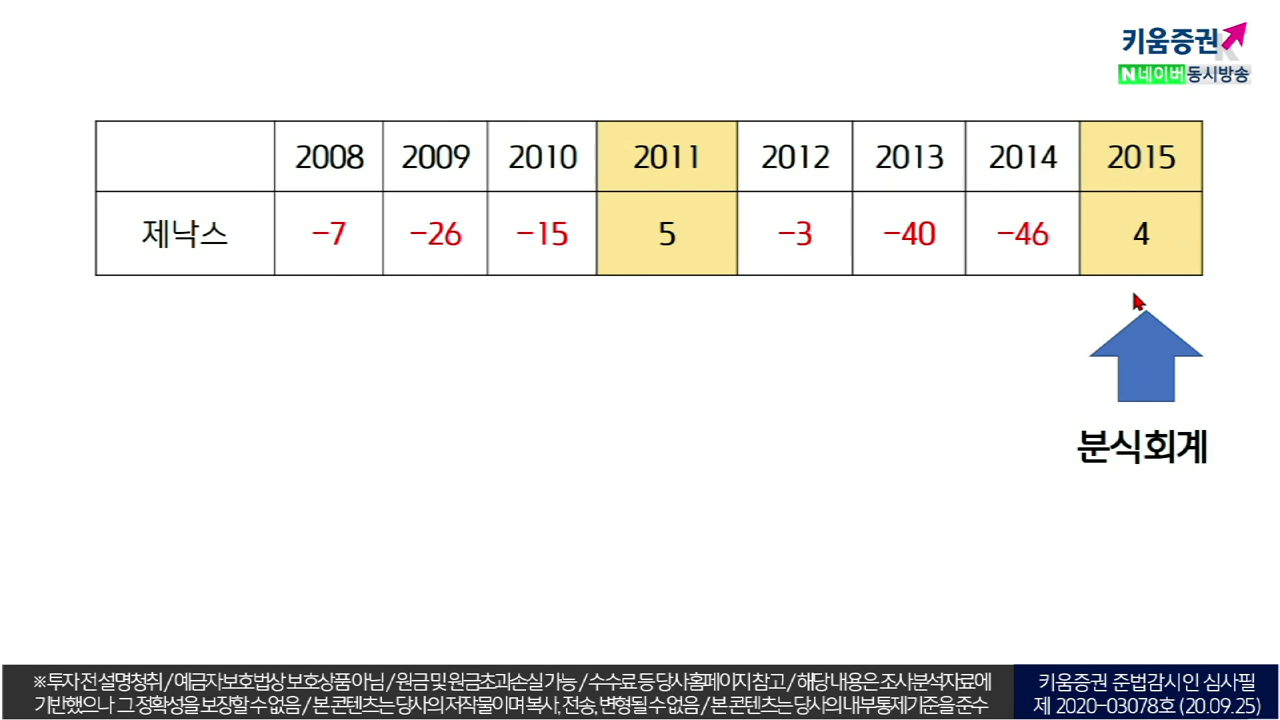 키움증권
N네이버 동시방송
2008 2009 2010 2011 2012 2013 2014 2015
제낙스 -7 -26 -15 5 -3 -40 -46 4
분식회계
※투자 전 설명청취 / 예금자보호법상 보호상품 아님 / 원금 및 원금초과손실 가능 / 수수료 등 당사홈페이지 참고 / 해당 내용은 조사분석자료에
기반했으나 그 정확성을 보장할 수 없음 / 본 콘텐츠는 당사의 저작물이며 복사, 전송, 변형될 수 없음 / 본 콘텐츠는 당사의 내부통제기준을 준수
키움증권 준법감시인 심사필
제 2020-03078호 (20.09.25)